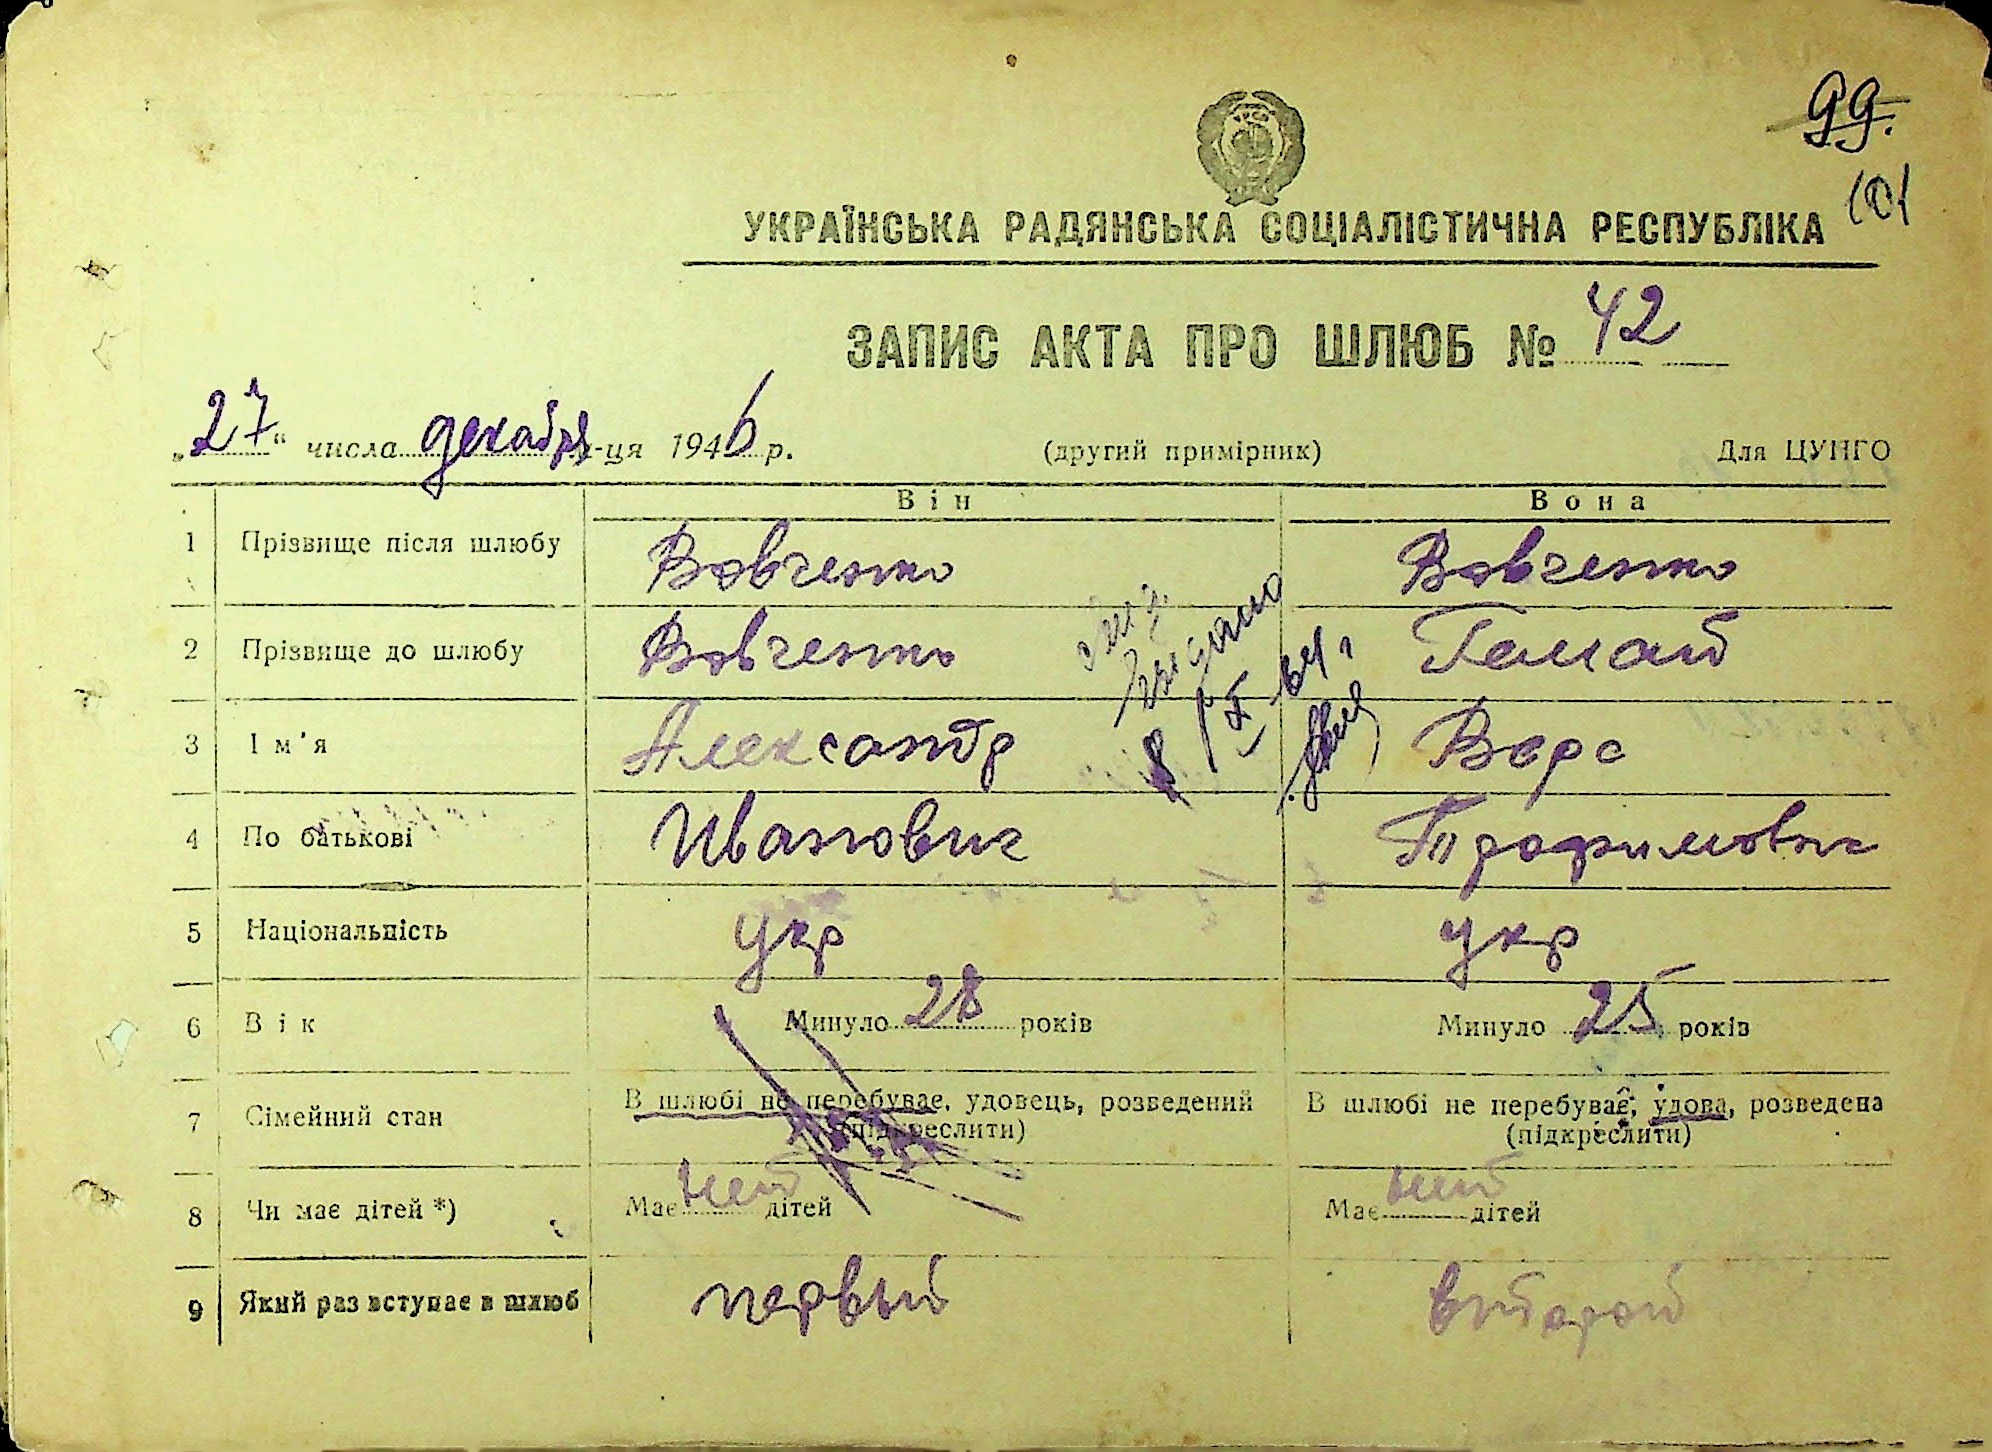 99.
101
УКРАЇНСЬКА РАДЯНСЬКА СОЦІАЛІСТИЧНА РЕСПУБЛІКА
ЗАПИС АКТА ПРО ШЛЮБ № 42
„27“ числа декабря м-ця 1946 р. (другий примірник) Для ЦУНГО
Він Вона
1 Прізвище після шлюбу Вовченко Вовченко
2 Прізвище до шлюбу Вовченко
3 Ім’я Александр Вера
4 По батькові Иванович Трофимовнг
5 Національність укр укр
6 Вік Минуло 28 років Минуло 25 років
7 Сімейний стан В шлюбі не перебуває, удовець, розведений В шлюбі не перебуває, удова, розведена
(підкреслити) (підкреслити)
8 Чи має дітей *) Має нет дітей Має нет дітей
9 Який раз вступає в шлюб первый второй